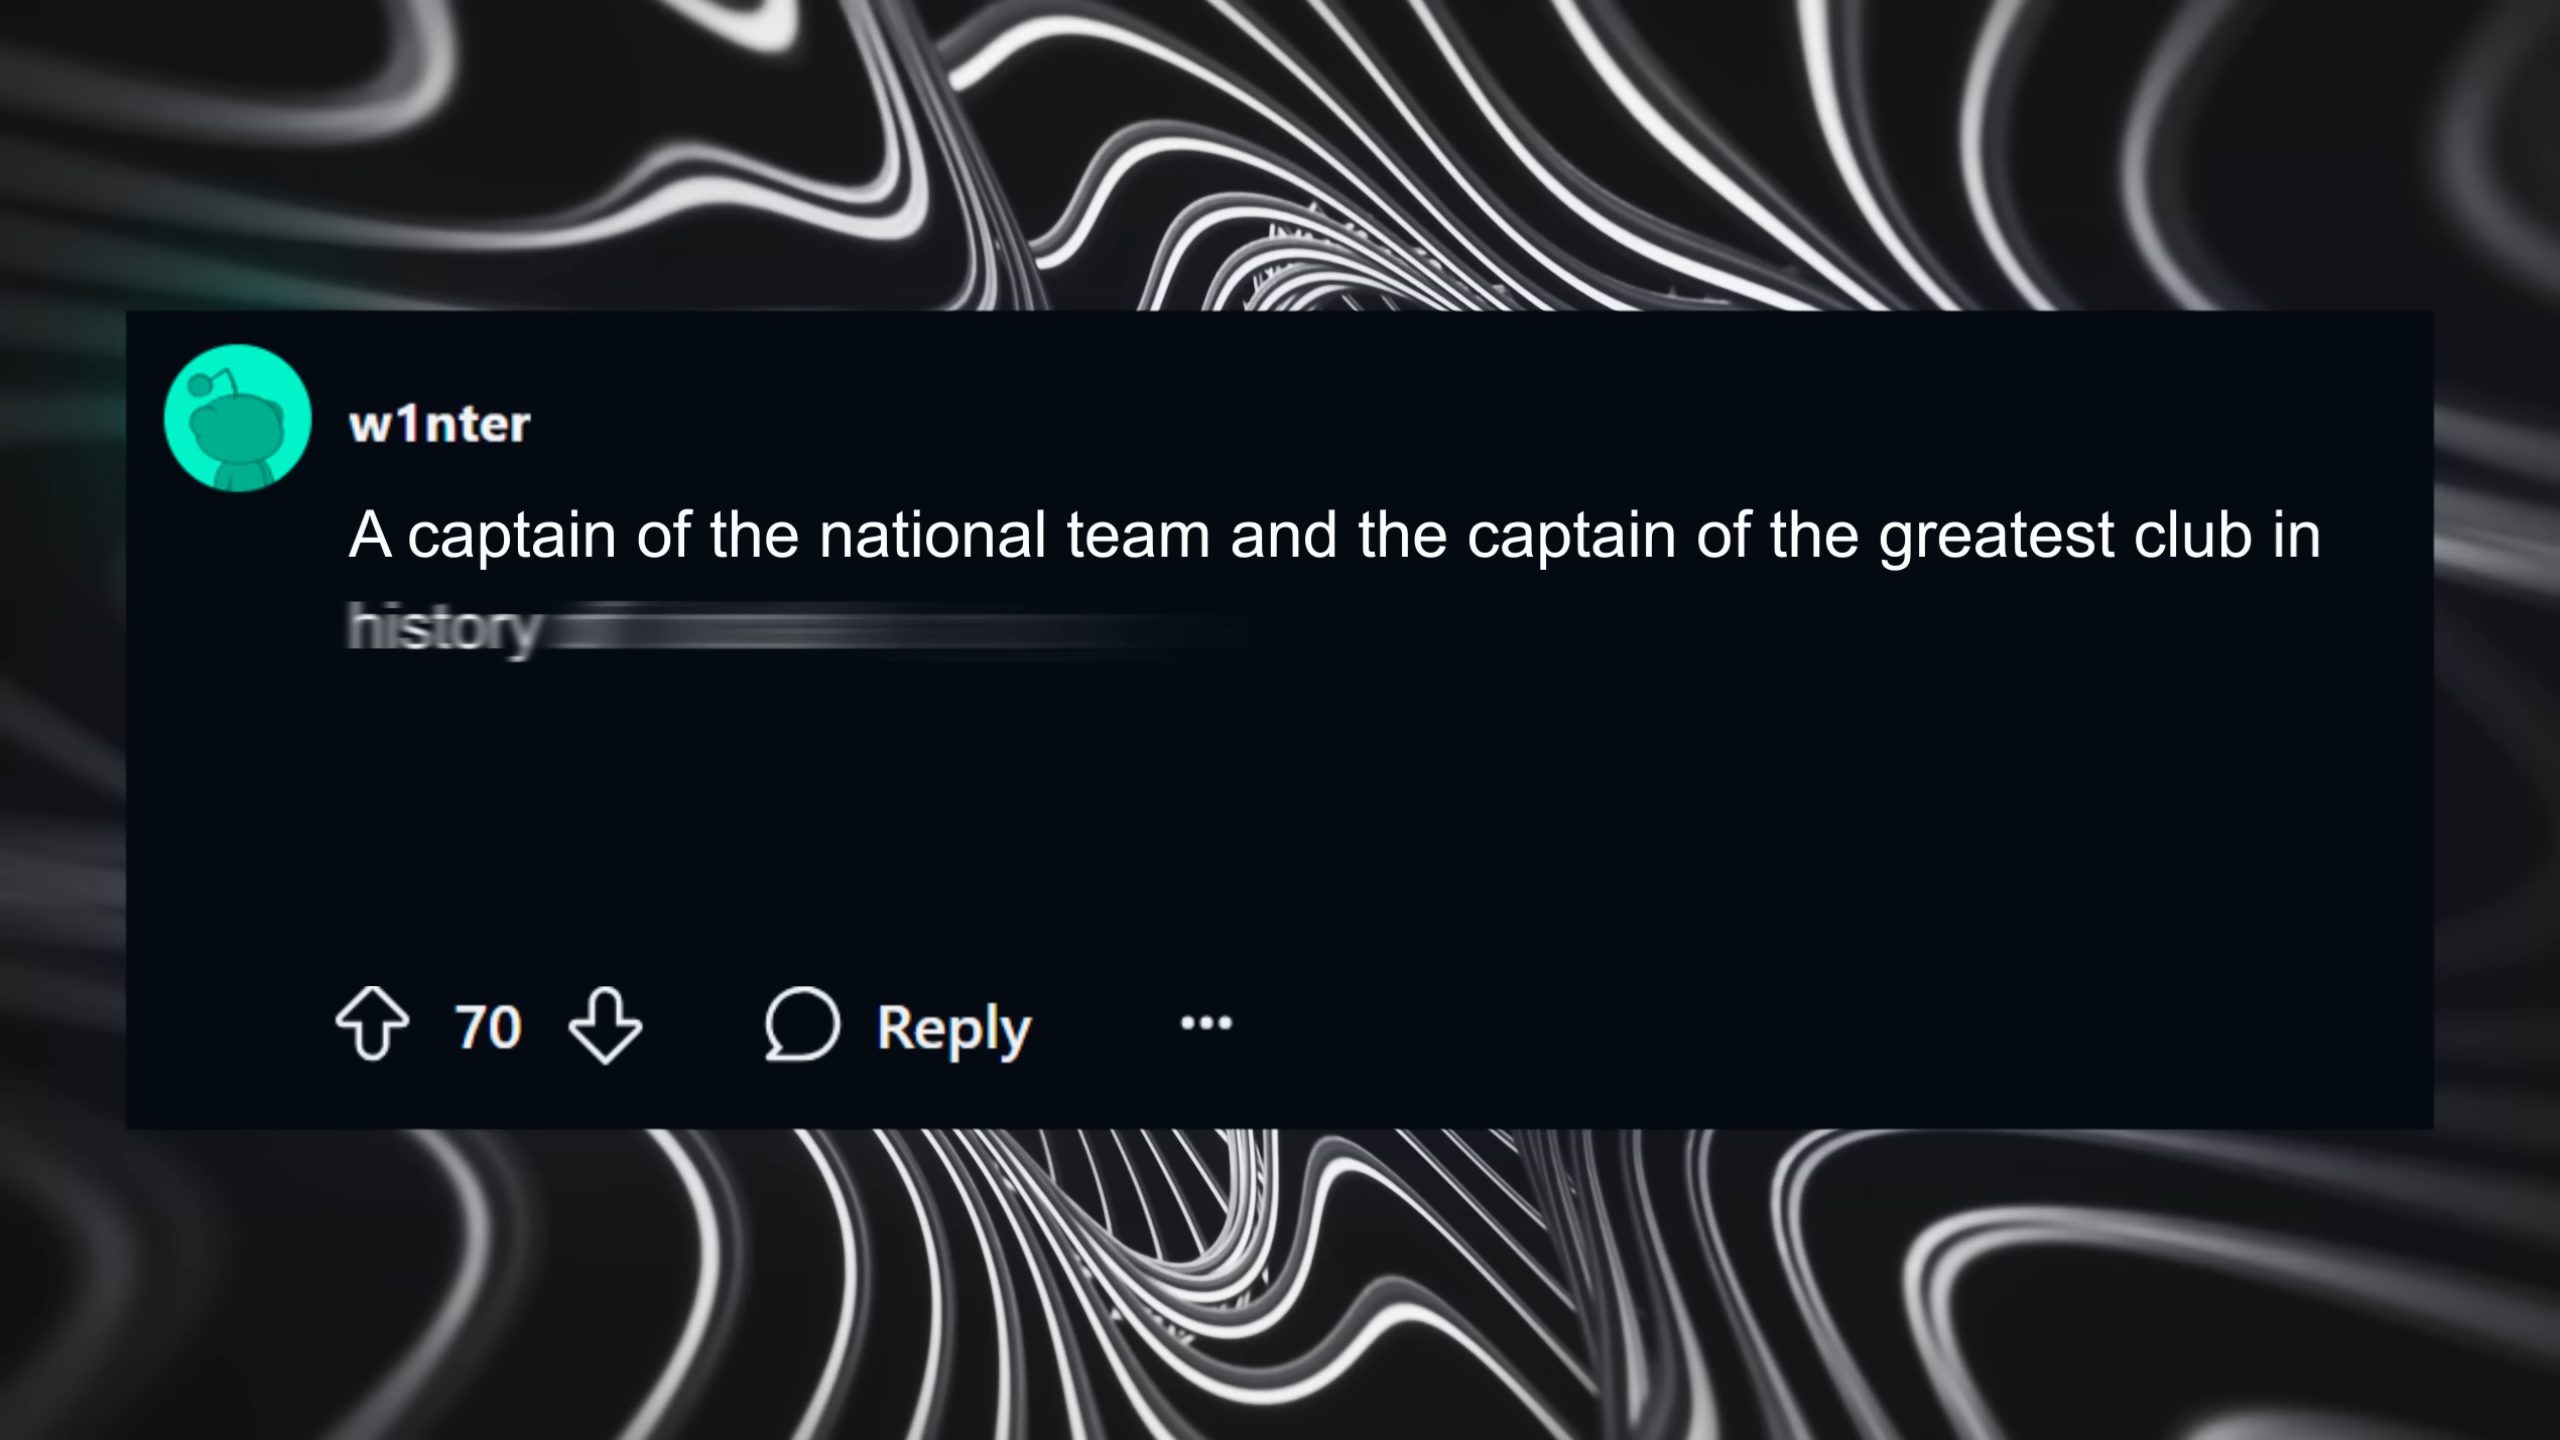 w1nter
A captain of the national team and the captain of the greatest club in
history
70 Reply